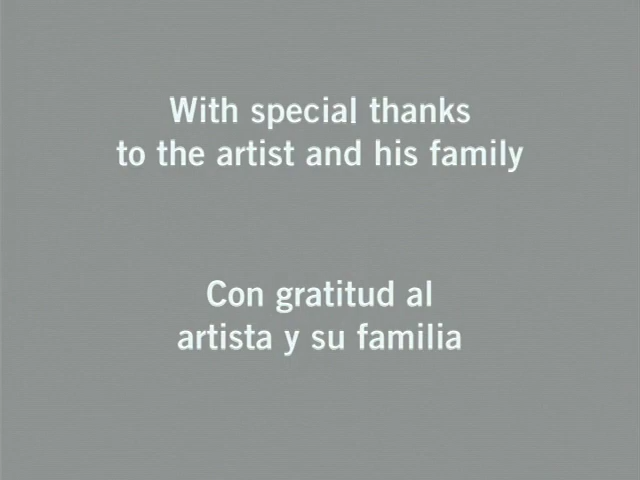 With special thanks
to the artist and his family
Con gratitud al
artista y su familia